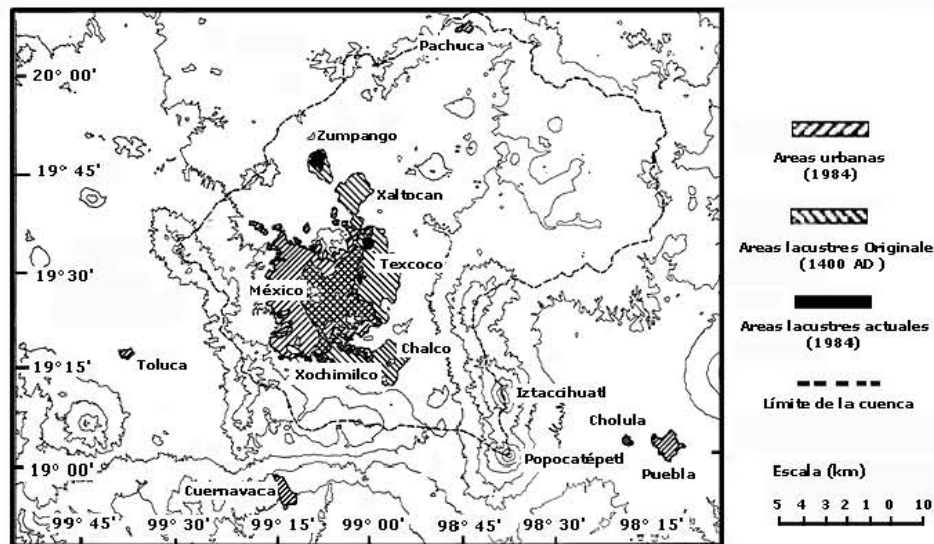 Pachuca
20° 00'
Zumpango
19° 45'
Xaltocan
Texcoco
19° 30'
México
Chalco
Toluca
19° 15'
Xochimilco
Iztaccihuatl
Cholula
19° 00'
Popocatépetl
Puebla
Cuernavaca
99° 45' 99° 30' 99° 15' 99° 00' 98° 45' 98° 30' 98° 15'
Areas urbanas
(1984)
Areas lacustres Originale
(1400 AD)
Areas lacustres actuales
(1984)
Límite de la cuenca
Escala (km)
5 4 3 2 1 0 10